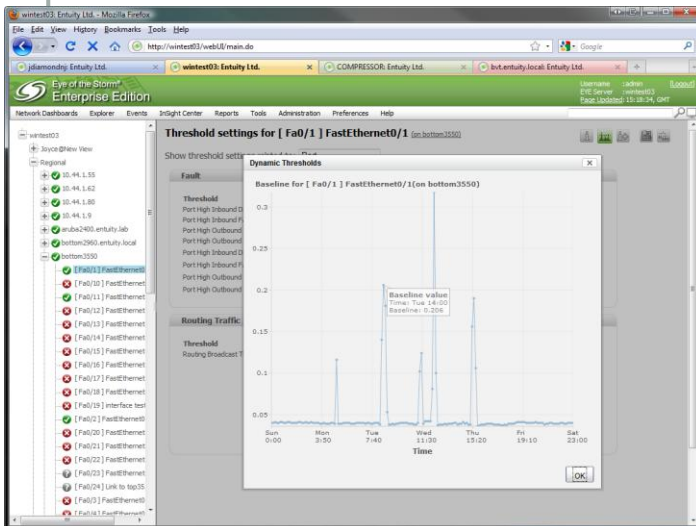 wintest03: Entuity Ltd. - Mozilla Firefox
File Edit View History Bookmarks Tools Help
http://wintest03/webUI/main.do
Google
jdiamondnj: Entuity Ltd.
wintest03: Entuity Ltd.
COMPRESSOR: Entuity Ltd.
bvt.entuity.local: Entuity Ltd.
Eye of the Storm
Enterprise Edition
Username :admin [Logout]
EYE Server :wintest03
Page Updated: 15:18:34, GMT
Network Dashboards Explorer Events InSight Center Reports Tools Administration Preferences Help
wintest03
Joyce@New View
Regional
10.44.1.55
10.44.1.62
10.44.1.80
10.44.1.9
aruba2400.entuity.lab
bottom2960.entuity.local
bottom3550
[ Fa0/1 ] FastEthernet0
[ Fa0/10 ] FastEthernet
[ Fa0/11 ] FastEthernet
[ Fa0/12 ] FastEthernet
[ Fa0/13 ] FastEthernet
[ Fa0/14 ] FastEthernet
[ Fa0/15 ] FastEthernet
[ Fa0/16 ] FastEthernet
[ Fa0/17 ] FastEthernet
[ Fa0/18 ] FastEthernet
[ Fa0/19 ] interface test
[ Fa0/2 ] FastEthernet0
[ Fa0/20 ] FastEthernet
[ Fa0/21 ] FastEthernet
[ Fa0/22 ] FastEthernet
[ Fa0/23 ] FastEthernet
[ Fa0/24 ] Link to top35
[ Fa0/3 ] FastEthernet0
[ Fa0/4 ] FastEthernet0
Threshold settings for [ Fa0/1 ] FastEthernet0/1 (on bottom3550)
Show threshold
Fault
Threshold
Port High Inbound D
Port High Inbound F
Port High Outbound
Port High Outbound
Port High Inbound D
Port High Inbound F
Port High Outbound
Port High Outbound
Routing Traffic
Threshold
Routing Broadcast T
Dynamic Thresholds
Baseline for [ Fa0/1 ] FastEthernet0/1(on bottom3550)
0.3
0.25
0.2
0.15
0.1
0.05
Baseline value
Time: Tue 14:00
Baseline: 0.206
Sun Mon Tue Wed Thu Fri Sat
0:00 3:50 7:40 11:30 15:20 19:10 23:00
Time
OK